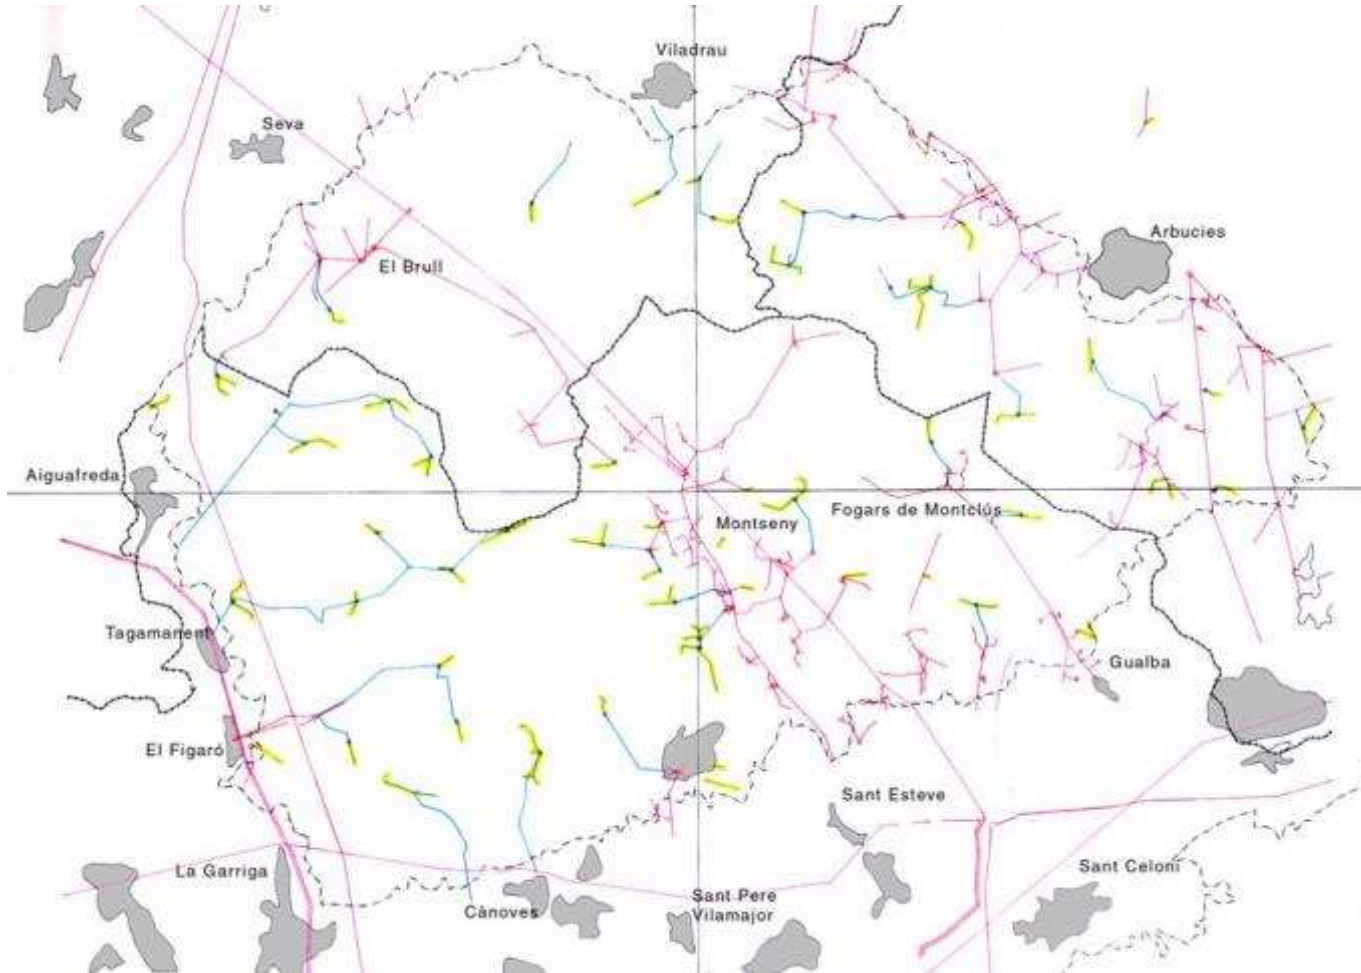 Viladrau
Seva
Arbucies
El Brull
Aiguafreda
Fogars de Montclús
Montseny
Tagamanent
Gualba
El Figaró
Sant Esteve
La Garriga
Sant Celoni
Cànoves
Sant Pere
Vilamajor